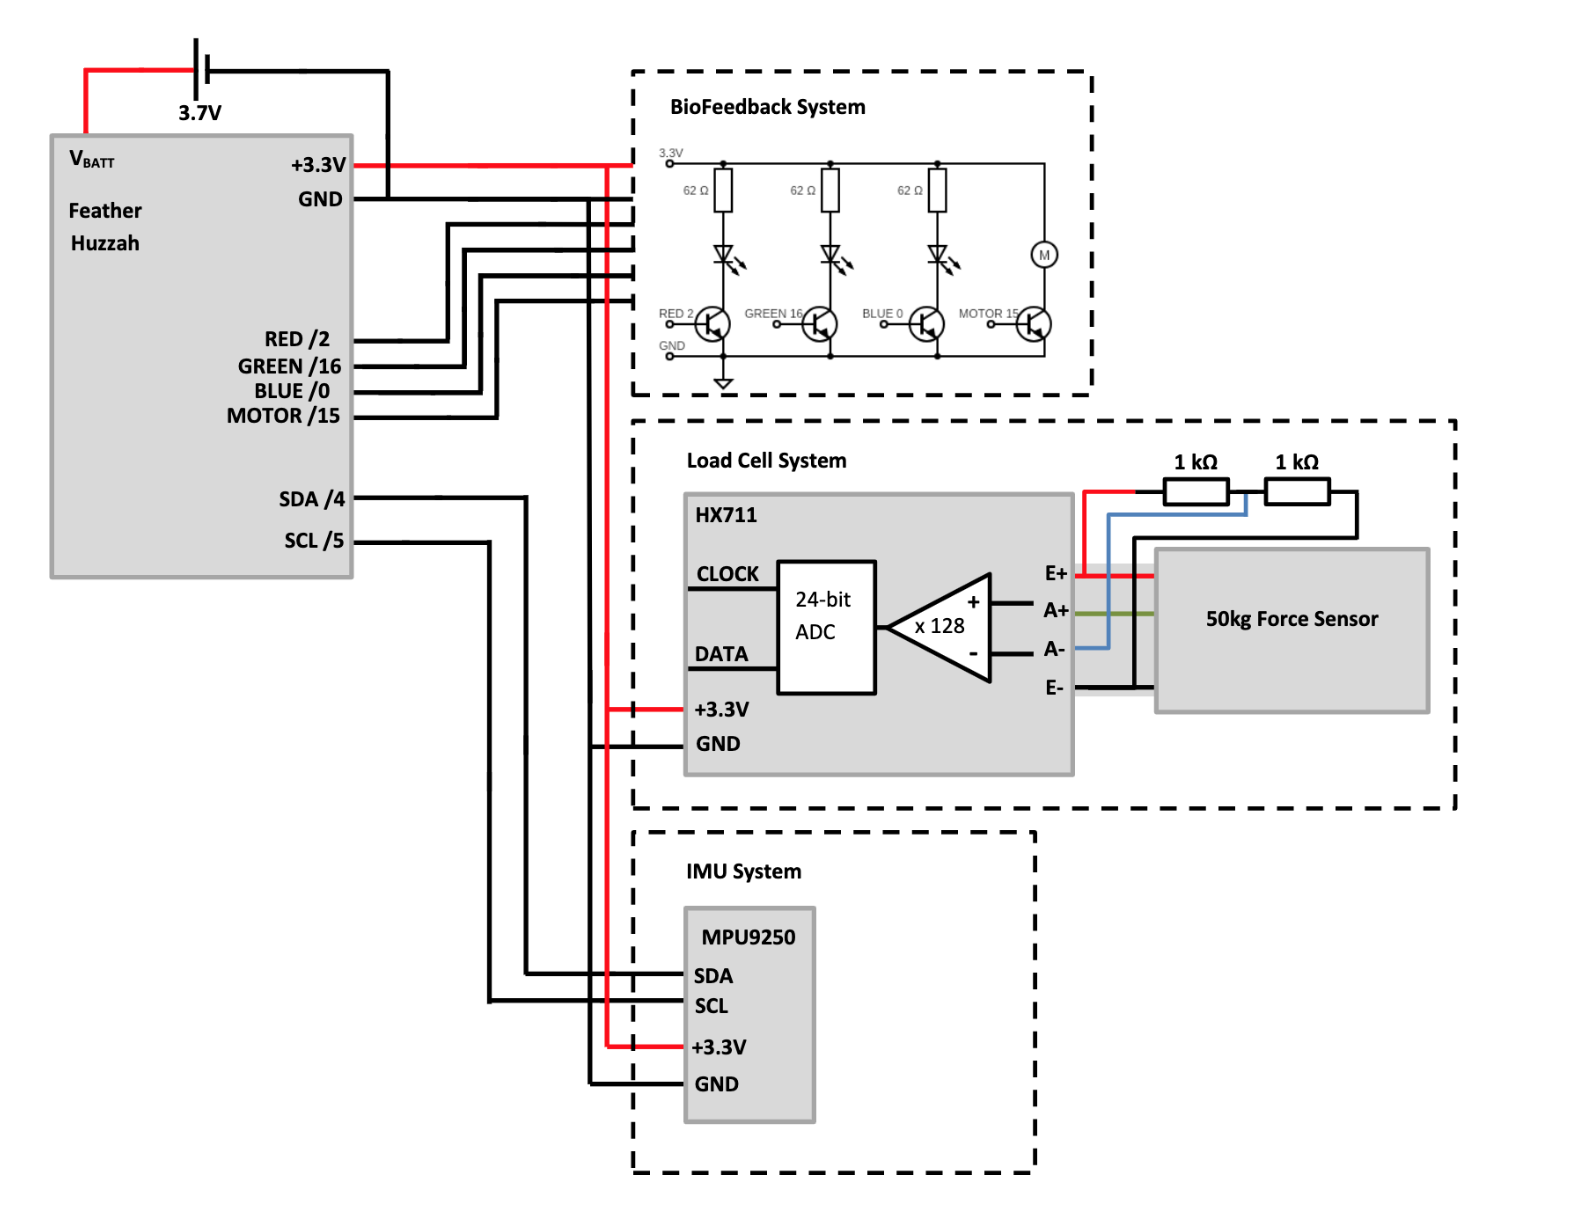 3.7V
V_BATT
Feather
Huzzah
+3.3V
GND
RED /2
GREEN /16
BLUE /0
MOTOR /15
SDA /4
SCL /5
BioFeedback System
3.3V
62 Ω
62 Ω
62 Ω
M
RED 2
GREEN 16
BLUE 0
MOTOR 15
GND
Load Cell System
1 kΩ
1 kΩ
HX711
CLOCK
DATA
24-bit
ADC
x 128
+
-
E+
A+
A-
E-
+3.3V
GND
50kg Force Sensor
IMU System
MPU9250
SDA
SCL
+3.3V
GND